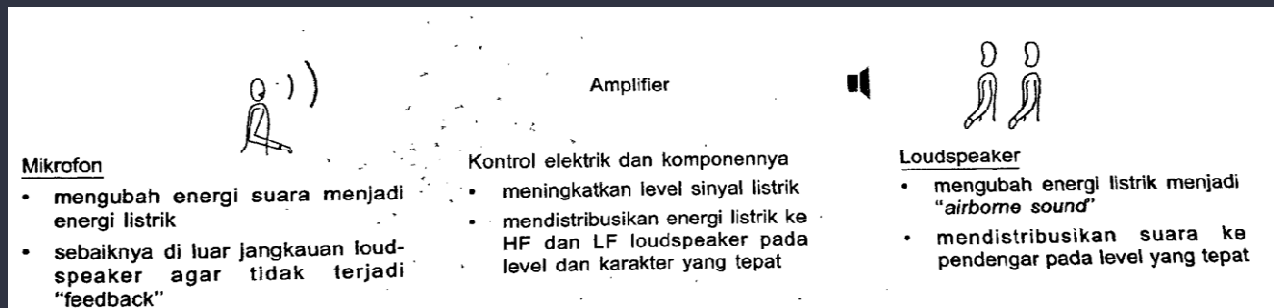 Amplifier
Mikrofon
• mengubah energi suara menjadi
energi listrik
• sebaiknya di luar jangkauan loud-
speaker agar tidak terjadi
"feedback"
Kontrol elektrik dan komponennya
• meningkatkan level sinyal listrik
• mendistribusikan energi listrik ke
HF dan LF loudspeaker pada
level dan karakter yang tepat
Loudspeaker
• mengubah energi listrik menjadi
"airborne sound"
• mendistribusikan suara ke
pendengar pada level yang tepat